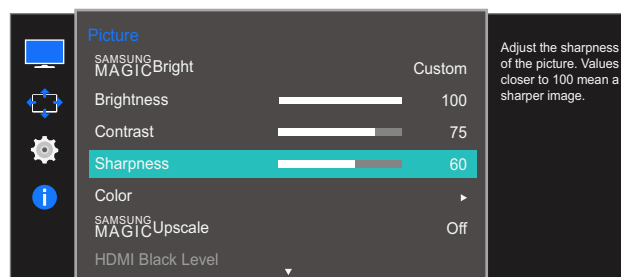 Picture
SAMSUNG
MAGICBright Custom
Brightness 100
Contrast 75
Sharpness 60
Color
SAMSUNG
MAGICUpscale Off
HDMI Black Level
Adjust the sharpness
of the picture. Values
closer to 100 mean a
sharper image.